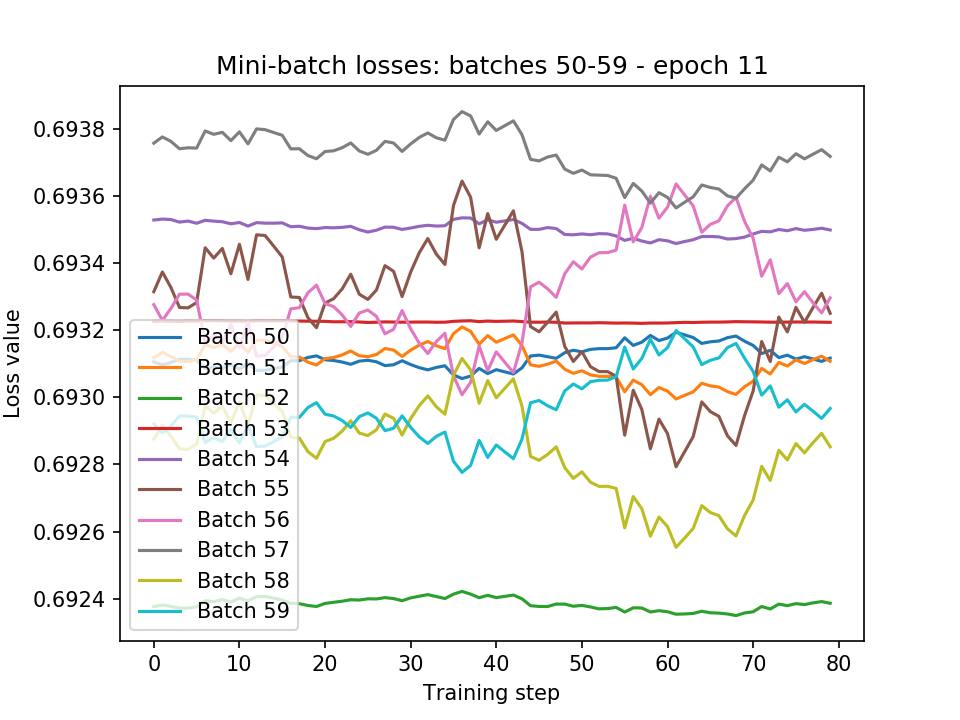 Mini-batch losses: batches 50-59 - epoch 11
Loss value
0.6938
0.6936
0.6934
0.6932
0.6930
0.6928
0.6926
0.6924
Batch 50
Batch 51
Batch 52
Batch 53
Batch 54
Batch 55
Batch 56
Batch 57
Batch 58
Batch 59
0 10 20 30 40 50 60 70 80
Training step